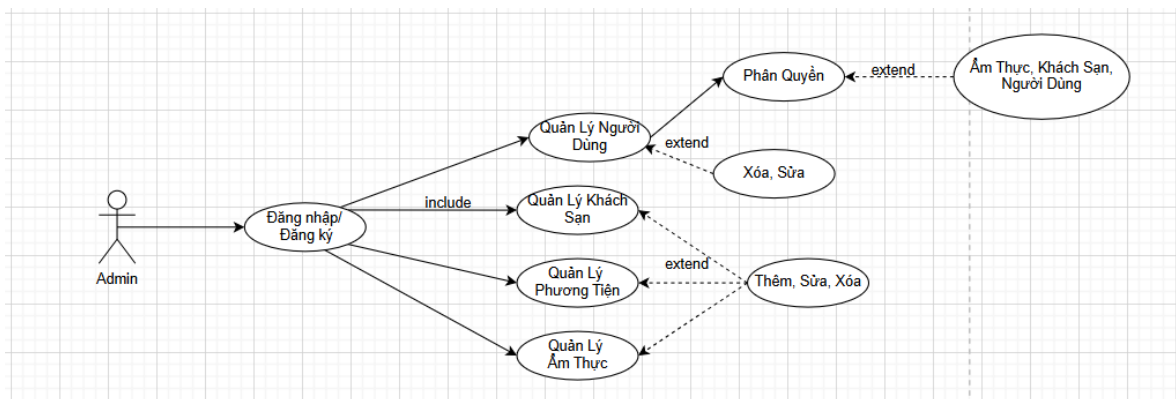 Phân Quyền
extend
Ẩm Thực, Khách Sạn,
Người Dùng
Quản Lý Người
Dùng
extend
Xóa, Sửa
Đăng nhập/
Đăng ký
include
Quản Lý Khách
Sạn
Admin
extend
Quản Lý
Phương Tiện
Thêm, Sửa, Xóa
Quản Lý
Ẩm Thực